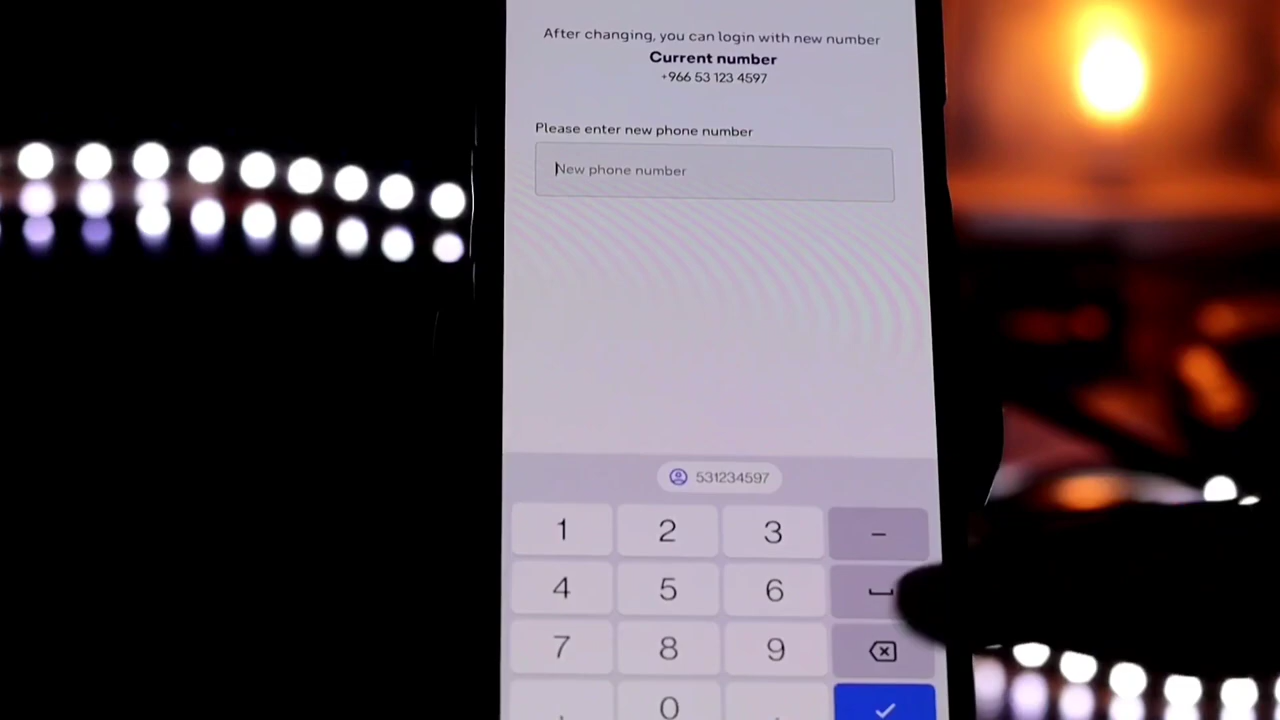 After changing, you can login with new number
Current number
+966 53 123 4597
Please enter new phone number
New phone number
531234597
1 2 3 –
4 5 6
7 8 9
, 0 .